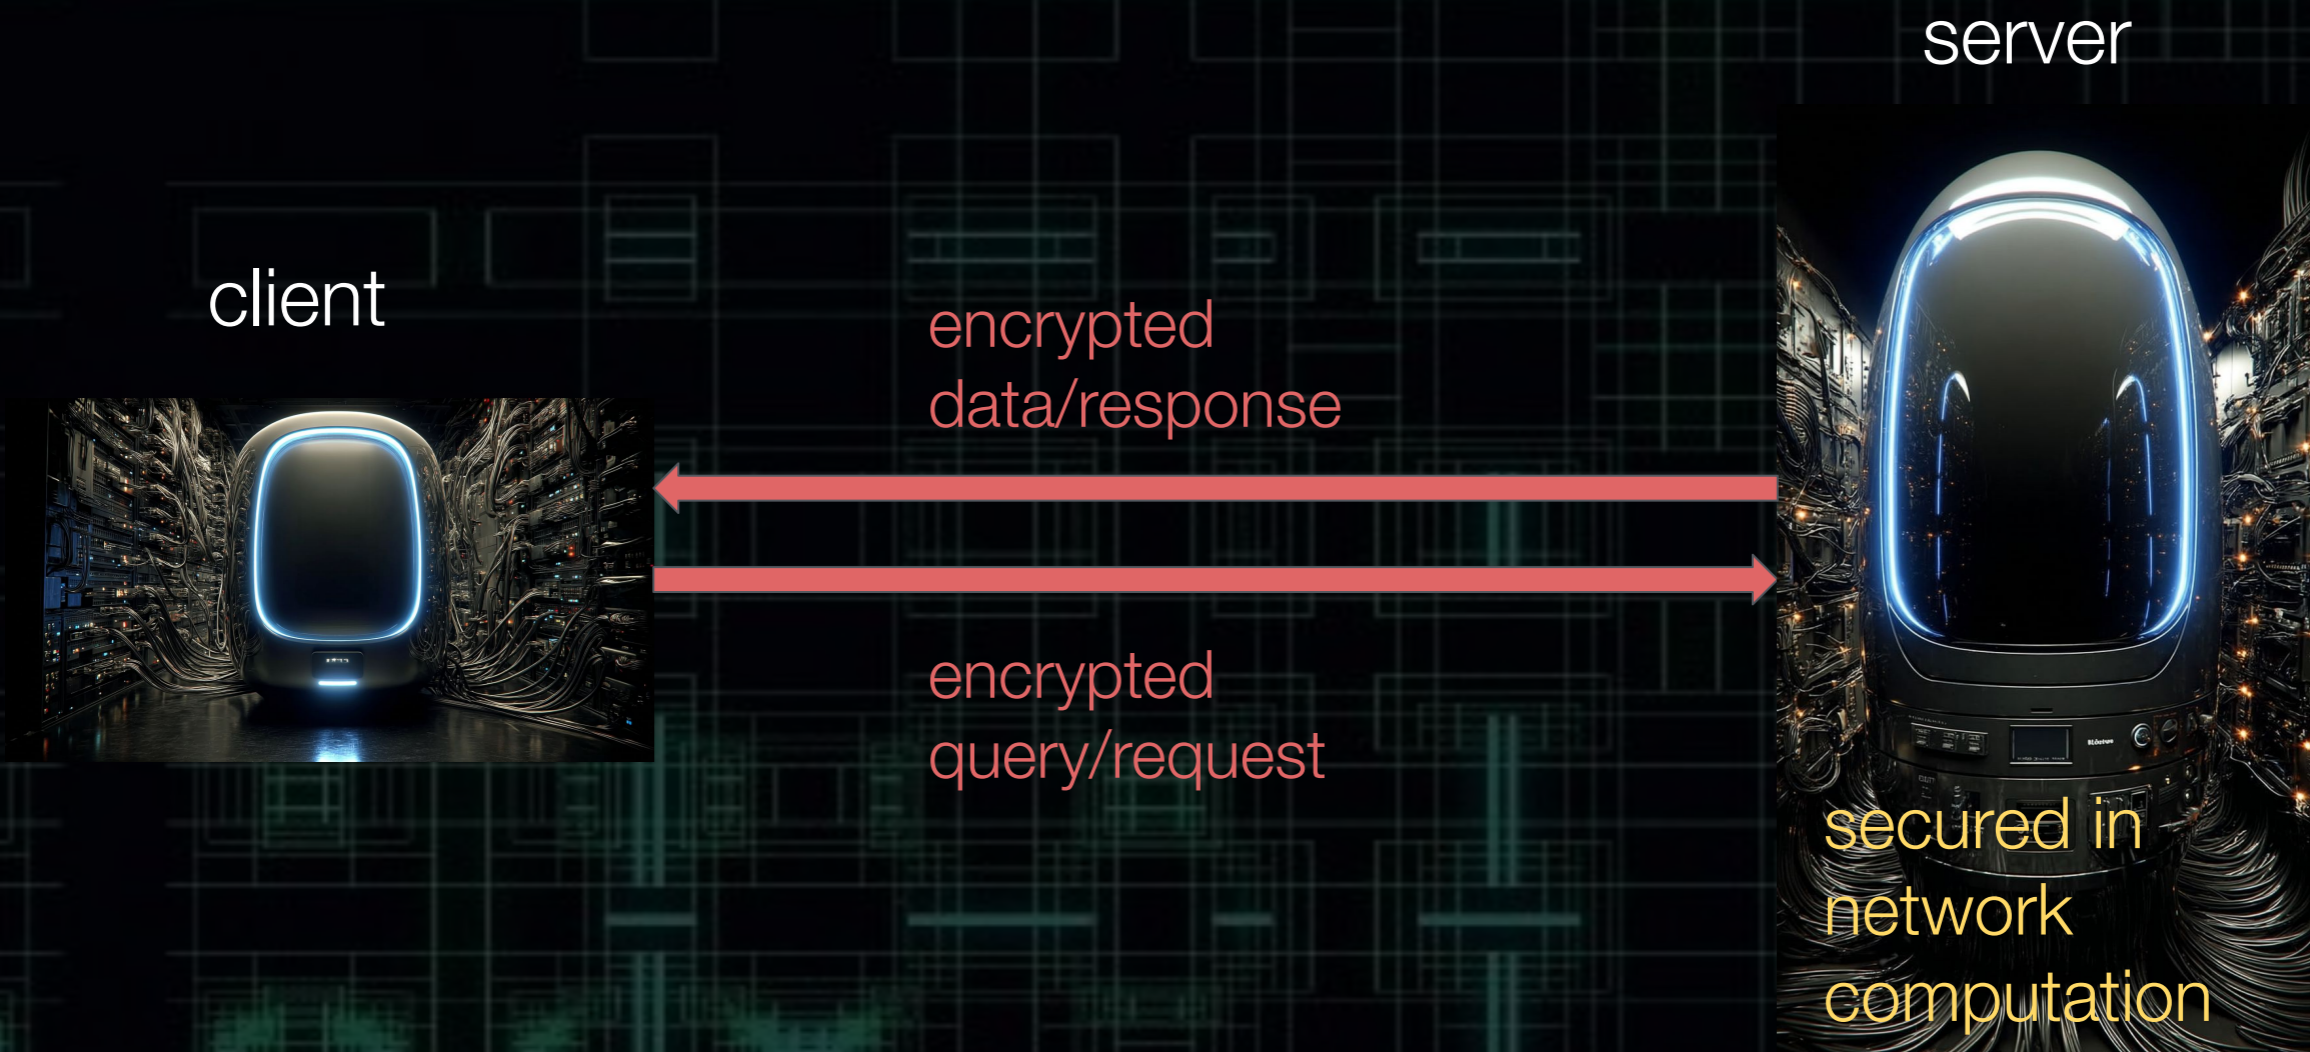 server
client
encrypted
data/response
encrypted
query/request
secured in
network
computation